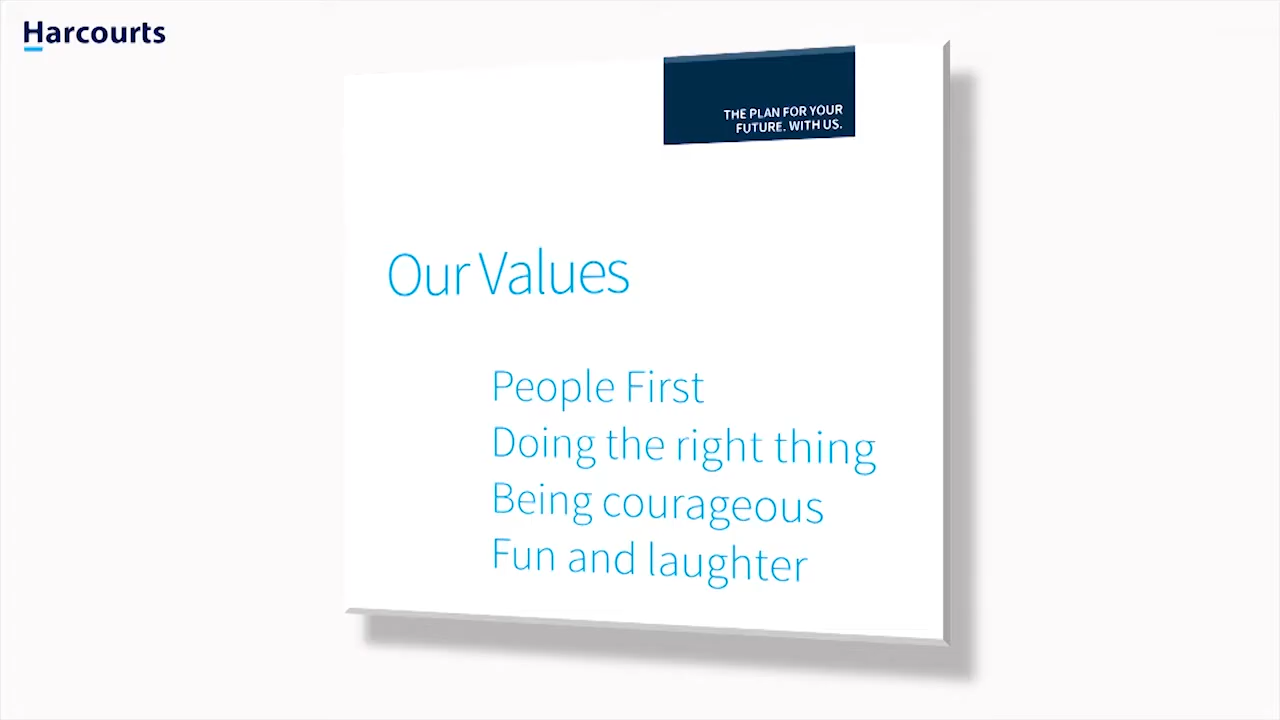 Harcourts
THE PLAN FOR YOUR
FUTURE. WITH US.
Our Values
People First
Doing the right thing
Being courageous
Fun and laughter